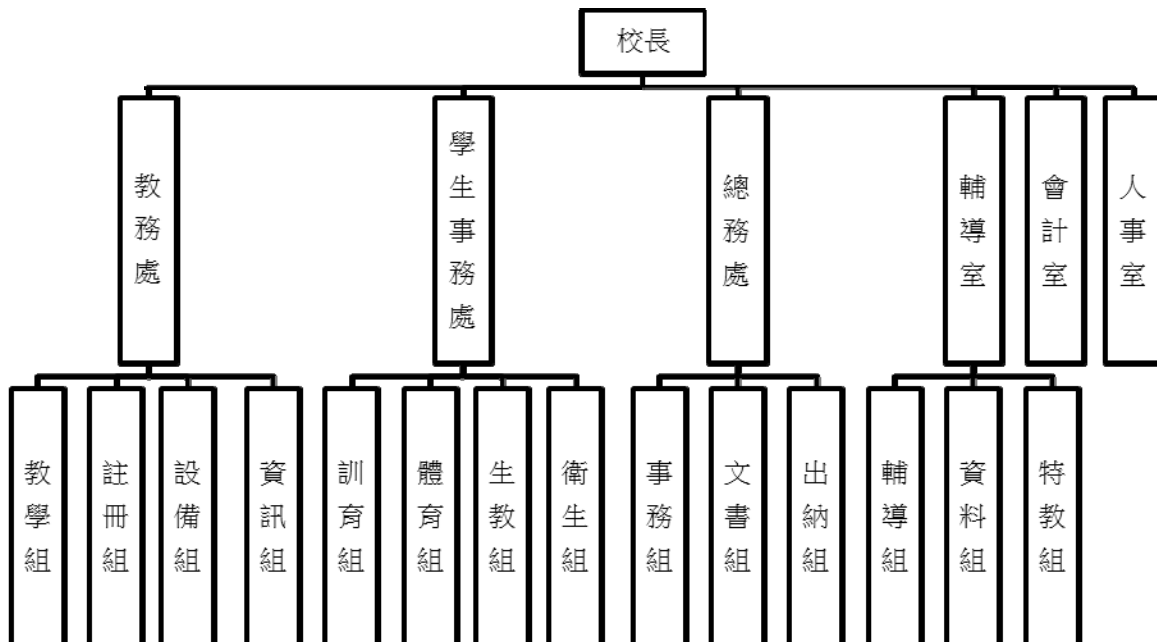 校長
教務處
學生事務處
總務處
輔導室
會計室
人事室
教學組
註冊組
設備組
資訊組
訓育組
體育組
生教組
衛生組
事務組
文書組
出納組
輔導組
資料組
特教組